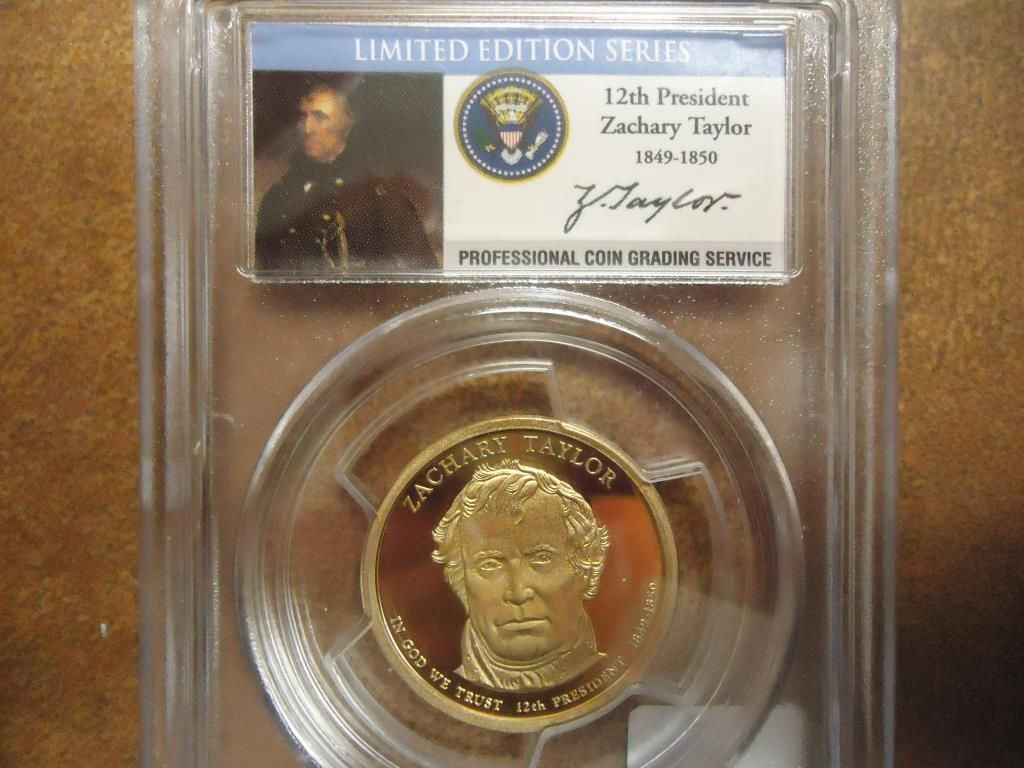 LIMITED EDITION SERIES
12th President
Zachary Taylor
1849-1850
Z. Taylor.
PROFESSIONAL COIN GRADING SERVICE
ZACHARY TAYLOR
IN GOD WE TRUST 12th PRESIDENT 1849-1850